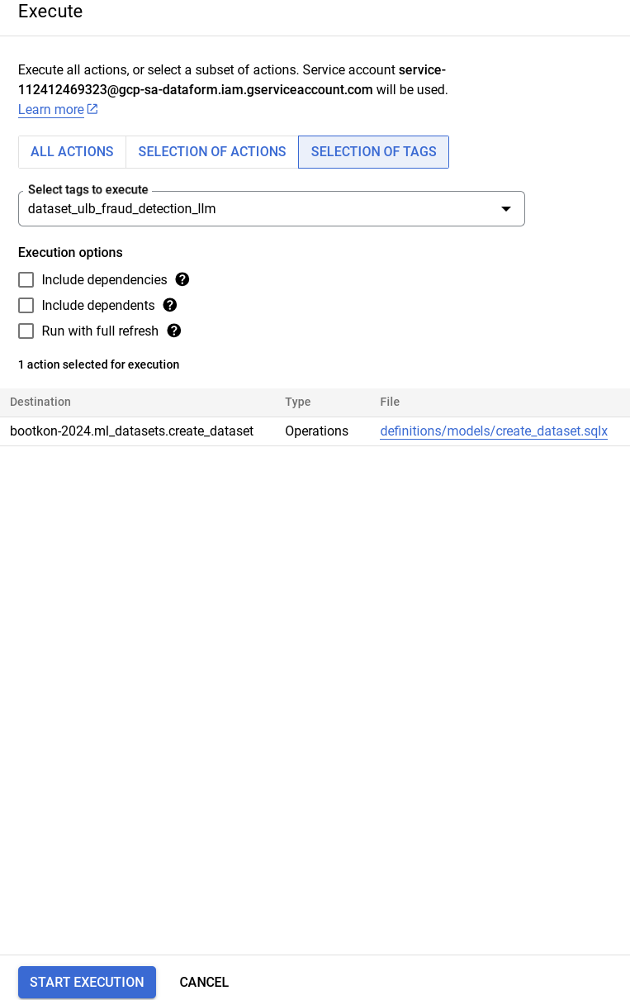 Execute
Execute all actions, or select a subset of actions. Service account service-
112412469323@gcp-sa-dataform.iam.gserviceaccount.com will be used.
Learn more
ALL ACTIONS SELECTION OF ACTIONS SELECTION OF TAGS
Select tags to execute
dataset_ulb_fraud_detection_llm
Execution options
Include dependencies ?
Include dependents ?
Run with full refresh ?
1 action selected for execution
Destination Type File
bootkon-2024.ml_datasets.create_dataset Operations definitions/models/create_dataset.sqlx
START EXECUTION CANCEL